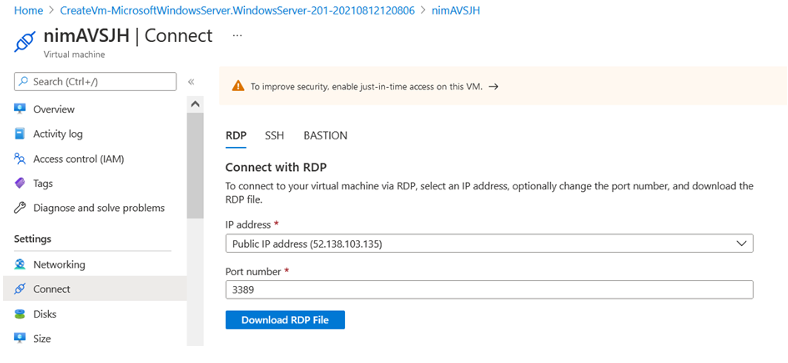 Home > CreateVm-MicrosoftWindowsServer.WindowsServer-201-20210812120806 > nimAVSJH
nimAVSJH | Connect ...
Virtual machine
Search (Ctrl+/) «
Overview
Activity log
Access control (IAM)
Tags
Diagnose and solve problems
Settings
Networking
Connect
Disks
Size
To improve security, enable just-in-time access on this VM. →
RDP SSH BASTION
Connect with RDP
To connect to your virtual machine via RDP, select an IP address, optionally change the port number, and download the
RDP file.
IP address *
Public IP address (52.138.103.135)
Port number *
3389
Download RDP File